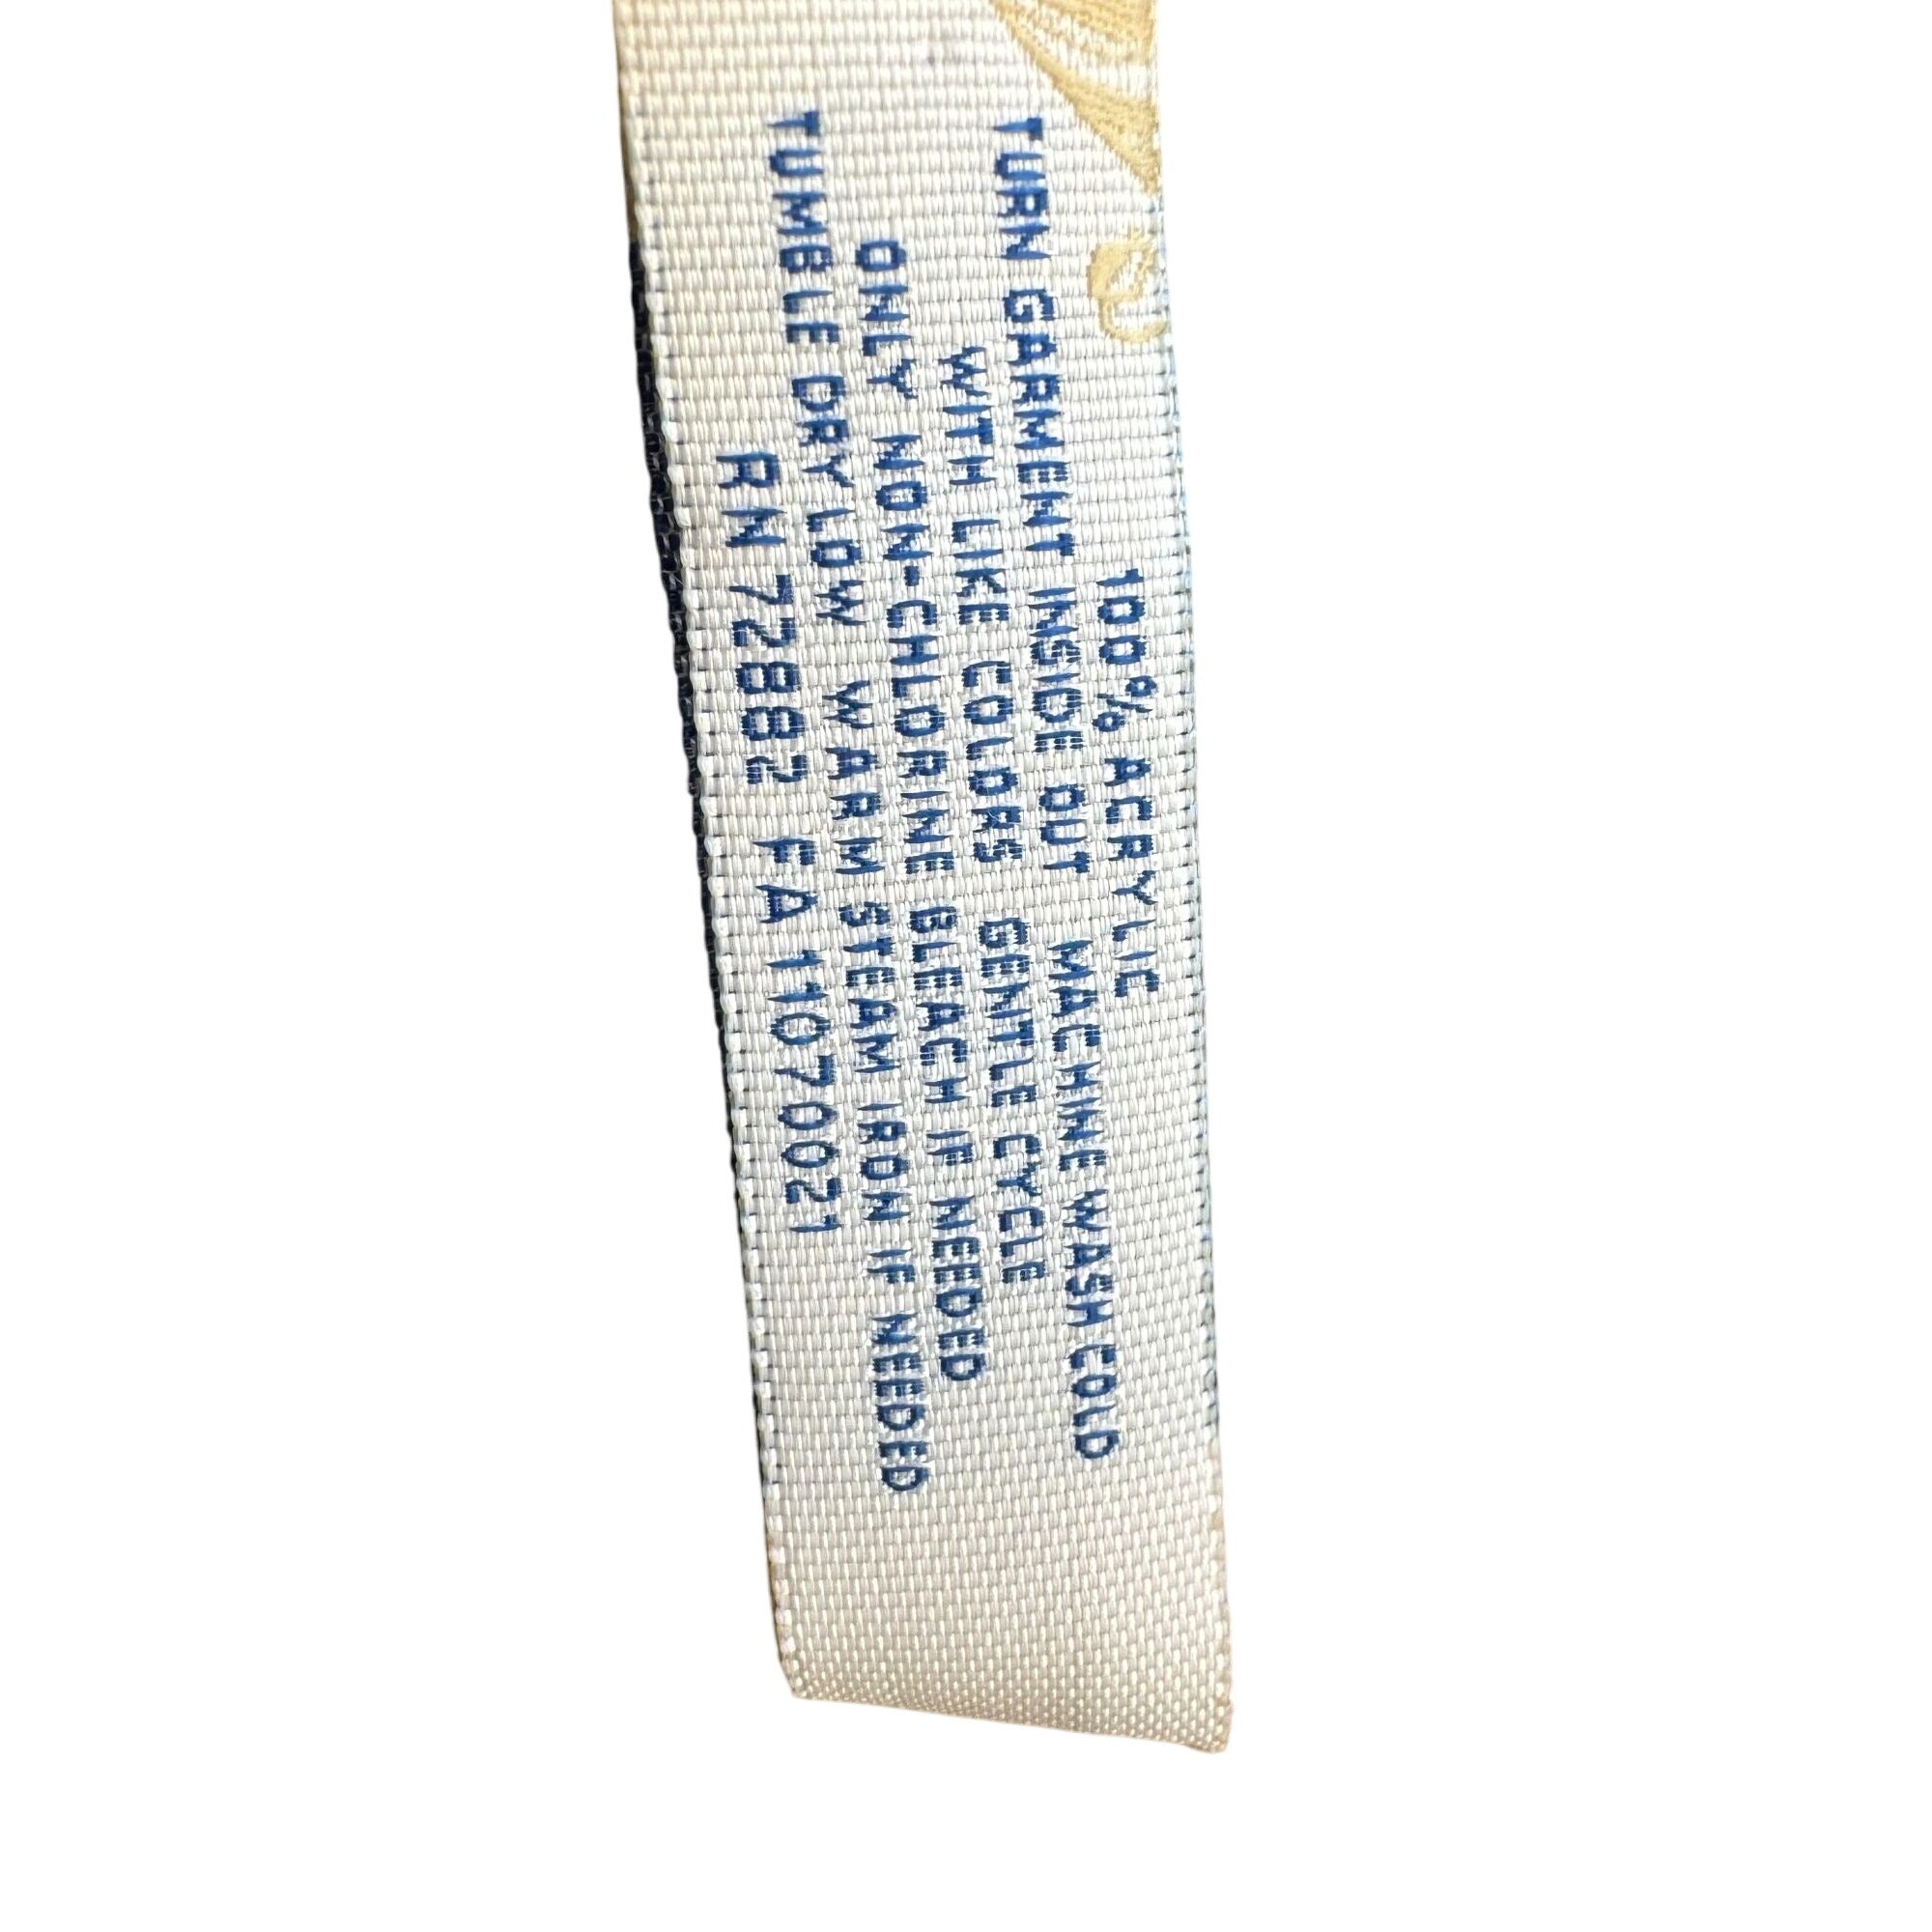 100% ACRYLIC
TURN GARMENT INSIDE OUT MACHINE WASH COLD
WITH LIKE COLORS GENTLE CYCLE
ONLY NON-CHLORINE BLEACH IF NEEDED
TUMBLE DRY LOW WARM STEAM IRON IF NEEDED
RN 72882 FA 11070021